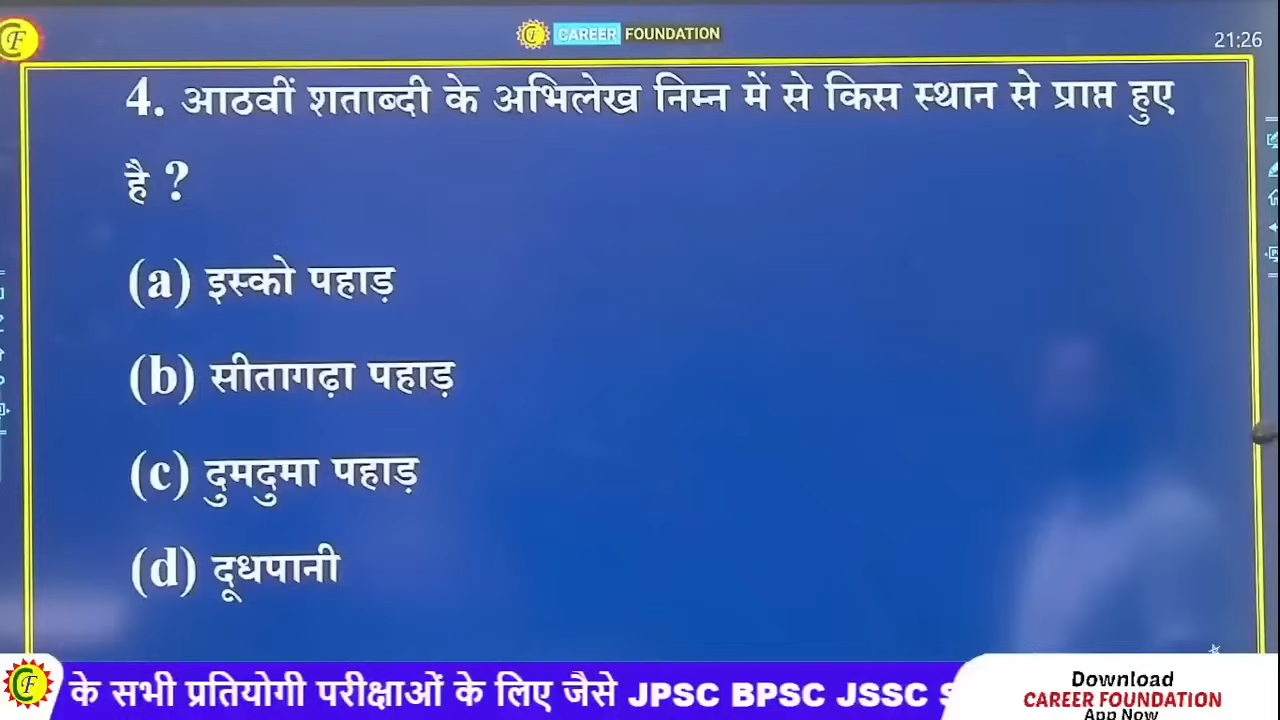 CAREER FOUNDATION
21:26
4. आठवीं शताब्दी के अभिलेख निम्न में से किस स्थान से प्राप्त हुए
है ?
(a) इस्को पहाड़
(b) सीतागढ़ा पहाड़
(c) दुमदुमा पहाड़
(d) दूधपानी
के सभी प्रतियोगी परीक्षाओं के लिए जैसे JPSC BPSC JSSC S
Download
CAREER FOUNDATION
App Now